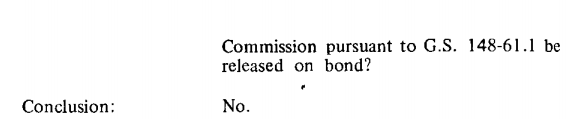 Commission pursuant to G.S. 148-61.1 be
released on bond?
Conclusion: No.